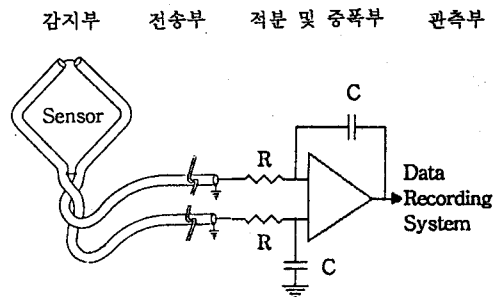 감지부 전송부 적분 및 증폭부 관측부
C
Sensor
R
Data
Recording
System
R
C